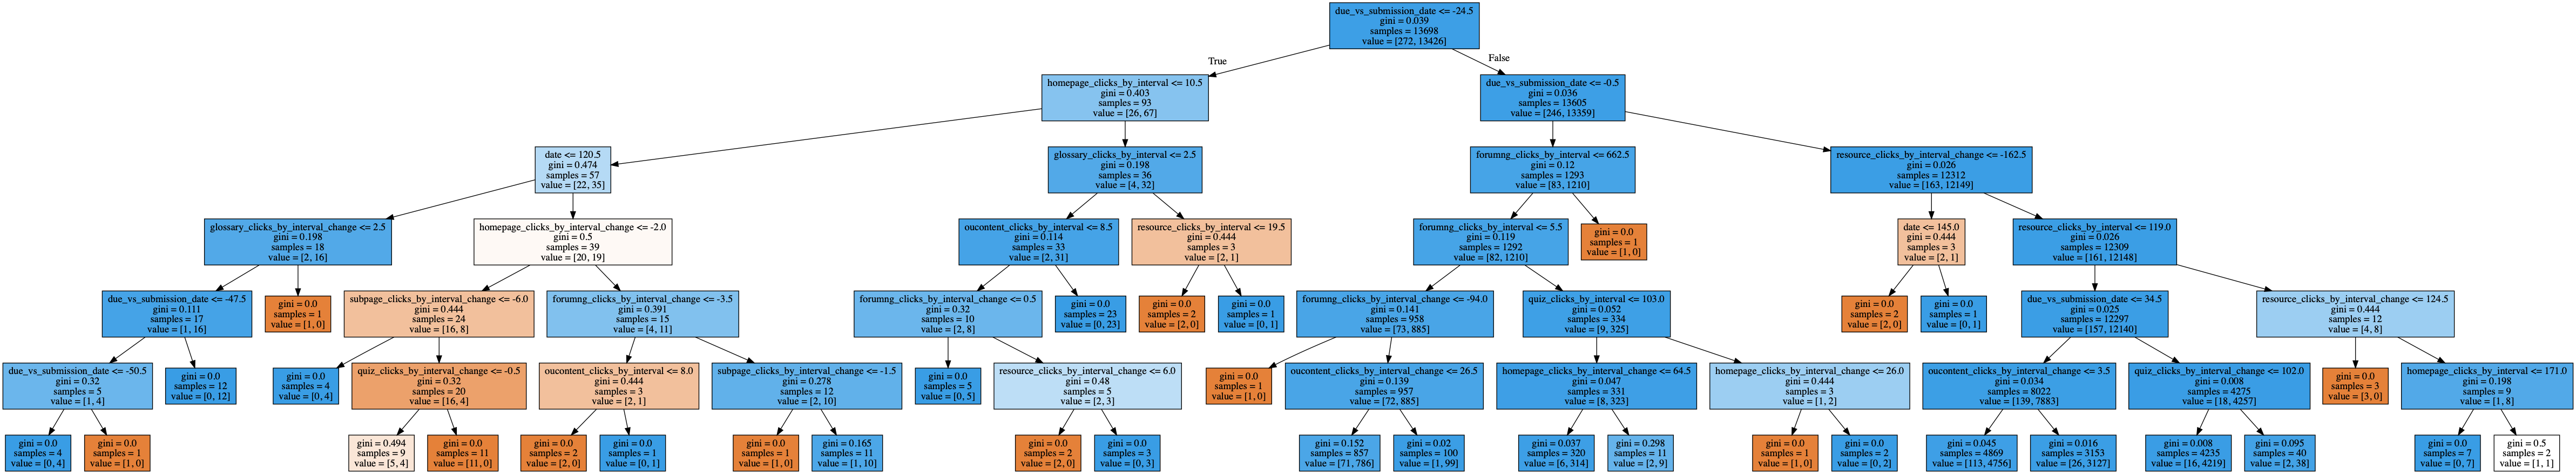 due_vs_submission_date <= -24.5
gini = 0.039
samples = 13698
value = [272, 13426]
True
False
homepage_clicks_by_interval <= 10.5
gini = 0.403
samples = 93
value = [26, 67]
due_vs_submission_date <= -0.5
gini = 0.036
samples = 13605
value = [246, 13359]
date <= 120.5
gini = 0.474
samples = 57
value = [22, 35]
glossary_clicks_by_interval <= 2.5
gini = 0.198
samples = 36
value = [4, 32]
forumng_clicks_by_interval <= 662.5
gini = 0.12
samples = 1293
value = [83, 1210]
resource_clicks_by_interval_change <= -162.5
gini = 0.026
samples = 12312
value = [163, 12149]
glossary_clicks_by_interval_change <= 2.5
gini = 0.198
samples = 18
value = [2, 16]
homepage_clicks_by_interval_change <= -2.0
gini = 0.5
samples = 39
value = [20, 19]
oucontent_clicks_by_interval <= 8.5
gini = 0.114
samples = 33
value = [2, 31]
resource_clicks_by_interval <= 19.5
gini = 0.444
samples = 3
value = [2, 1]
forumng_clicks_by_interval <= 5.5
gini = 0.119
samples = 1292
value = [82, 1210]
gini = 0.0
samples = 1
value = [1, 0]
date <= 145.0
gini = 0.444
samples = 3
value = [2, 1]
resource_clicks_by_interval <= 119.0
gini = 0.026
samples = 12309
value = [161, 12148]
due_vs_submission_date <= -47.5
gini = 0.111
samples = 17
value = [1, 16]
gini = 0.0
samples = 1
value = [1, 0]
subpage_clicks_by_interval_change <= -6.0
gini = 0.444
samples = 24
value = [16, 8]
forumng_clicks_by_interval_change <= -3.5
gini = 0.391
samples = 15
value = [4, 11]
forumng_clicks_by_interval_change <= 0.5
gini = 0.32
samples = 10
value = [2, 8]
gini = 0.0
samples = 23
value = [0, 23]
gini = 0.0
samples = 2
value = [2, 0]
gini = 0.0
samples = 1
value = [0, 1]
forumng_clicks_by_interval_change <= -94.0
gini = 0.141
samples = 958
value = [73, 885]
quiz_clicks_by_interval <= 103.0
gini = 0.052
samples = 334
value = [9, 325]
gini = 0.0
samples = 2
value = [2, 0]
gini = 0.0
samples = 1
value = [0, 1]
due_vs_submission_date <= 34.5
gini = 0.025
samples = 12297
value = [157, 12140]
resource_clicks_by_interval_change <= 124.5
gini = 0.444
samples = 12
value = [4, 8]
due_vs_submission_date <= -50.5
gini = 0.32
samples = 5
value = [1, 4]
gini = 0.0
samples = 12
value = [0, 12]
gini = 0.0
samples = 4
value = [0, 4]
quiz_clicks_by_interval_change <= -0.5
gini = 0.32
samples = 20
value = [16, 4]
oucontent_clicks_by_interval <= 8.0
gini = 0.444
samples = 3
value = [2, 1]
subpage_clicks_by_interval_change <= -1.5
gini = 0.278
samples = 12
value = [2, 10]
gini = 0.0
samples = 5
value = [0, 5]
resource_clicks_by_interval_change <= 6.0
gini = 0.48
samples = 5
value = [2, 3]
gini = 0.0
samples = 1
value = [1, 0]
oucontent_clicks_by_interval_change <= 26.5
gini = 0.139
samples = 957
value = [72, 885]
homepage_clicks_by_interval_change <= 64.5
gini = 0.047
samples = 331
value = [8, 323]
homepage_clicks_by_interval_change <= 26.0
gini = 0.444
samples = 3
value = [1, 2]
oucontent_clicks_by_interval_change <= 3.5
gini = 0.034
samples = 8022
value = [139, 7883]
quiz_clicks_by_interval_change <= 102.0
gini = 0.008
samples = 4275
value = [18, 4257]
gini = 0.0
samples = 3
value = [3, 0]
homepage_clicks_by_interval <= 171.0
gini = 0.198
samples = 9
value = [1, 8]
gini = 0.0
samples = 4
value = [0, 4]
gini = 0.0
samples = 1
value = [1, 0]
gini = 0.494
samples = 9
value = [5, 4]
gini = 0.0
samples = 11
value = [11, 0]
gini = 0.0
samples = 2
value = [2, 0]
gini = 0.0
samples = 1
value = [0, 1]
gini = 0.0
samples = 1
value = [1, 0]
gini = 0.165
samples = 11
value = [1, 10]
gini = 0.0
samples = 2
value = [2, 0]
gini = 0.0
samples = 3
value = [0, 3]
gini = 0.152
samples = 857
value = [71, 786]
gini = 0.02
samples = 100
value = [1, 99]
gini = 0.037
samples = 320
value = [6, 314]
gini = 0.298
samples = 11
value = [2, 9]
gini = 0.0
samples = 1
value = [1, 0]
gini = 0.0
samples = 2
value = [0, 2]
gini = 0.045
samples = 4869
value = [113, 4756]
gini = 0.016
samples = 3153
value = [26, 3127]
gini = 0.008
samples = 4235
value = [16, 4219]
gini = 0.095
samples = 40
value = [2, 38]
gini = 0.0
samples = 7
value = [0, 7]
gini = 0.5
samples = 2
value = [1, 1]